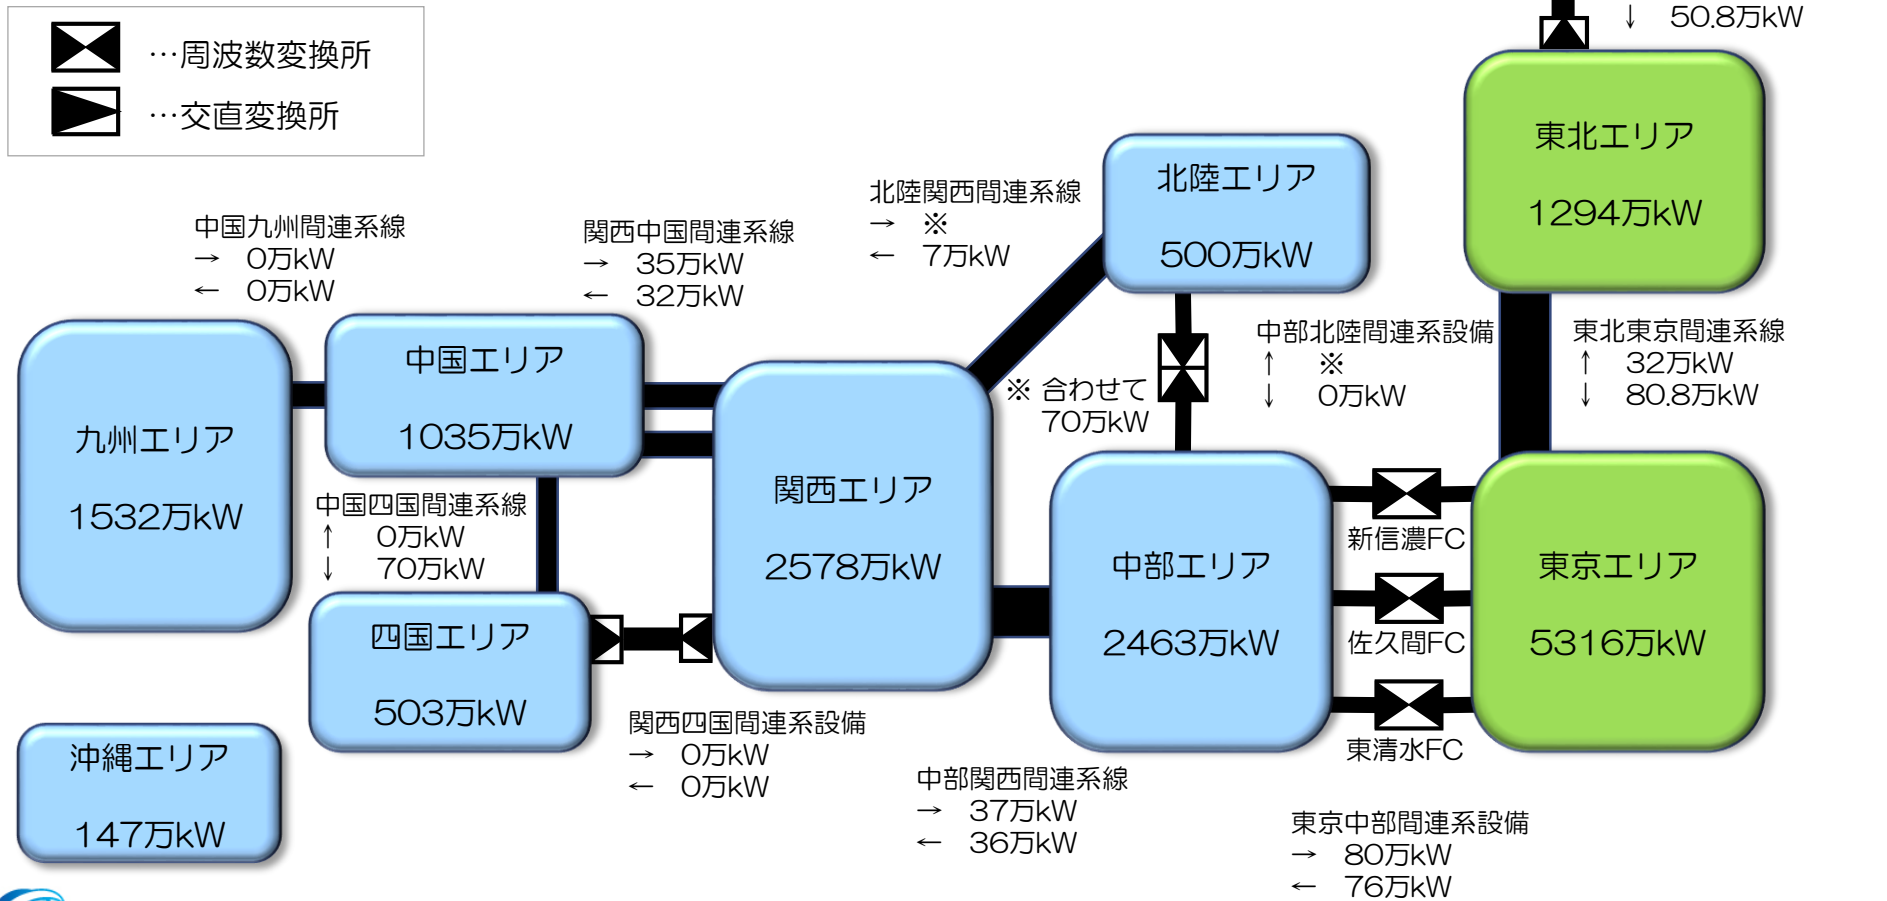 …周波数変換所
…交直変換所
↓ 50.8万kW
東北エリア
1294万kW
北陸エリア
500万kW
北陸関西間連系線
→ ※
← 7万kW
中国九州間連系線
→ 0万kW
← 0万kW
関西中国間連系線
→ 35万kW
← 32万kW
中部北陸間連系設備
↑ ※
↓ 0万kW
東北東京間連系線
↑ 32万kW
↓ 80.8万kW
※ 合わせて
70万kW
九州エリア
1532万kW
中国エリア
1035万kW
中国四国間連系線
↑ 0万kW
↓ 70万kW
四国エリア
503万kW
関西エリア
2578万kW
中部エリア
2463万kW
新信濃FC
佐久間FC
東清水FC
東京エリア
5316万kW
沖縄エリア
147万kW
関西四国間連系設備
→ 0万kW
← 0万kW
中部関西間連系線
→ 37万kW
← 36万kW
東京中部間連系設備
→ 80万kW
← 76万kW